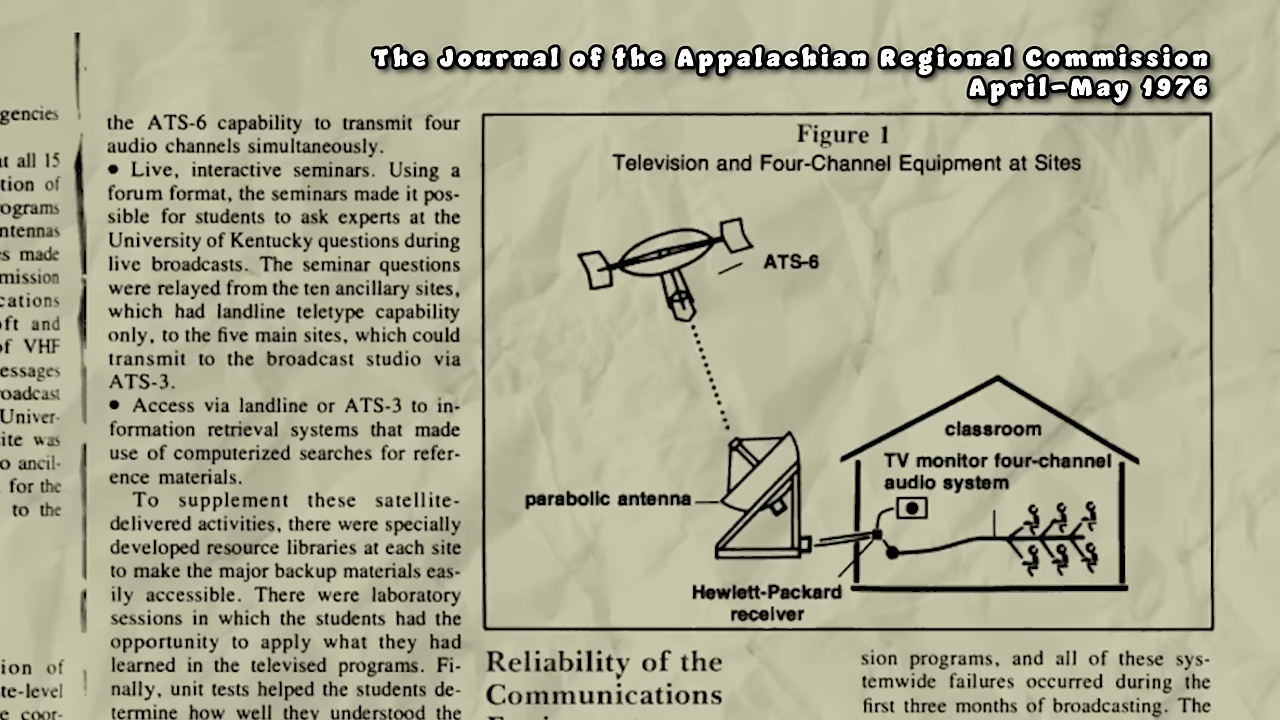 The Journal of the Appalachian Regional Commission
April-May 1976
gencies
at all 15
tion of
ograms
ntennas
es made
mission
cations
oft and
of VHF
essages
roadcast
Univer-
ite was
o ancil-
for the
to the
ion of
te-level
e coor-
the ATS-6 capability to transmit four
audio channels simultaneously.
• Live, interactive seminars. Using a
forum format, the seminars made it pos-
sible for students to ask experts at the
University of Kentucky questions during
live broadcasts. The seminar questions
were relayed from the ten ancillary sites,
which had landline teletype capability
only, to the five main sites, which could
transmit to the broadcast studio via
ATS-3.
• Access via landline or ATS-3 to in-
formation retrieval systems that made
use of computerized searches for refer-
ence materials.
To supplement these satellite-
delivered activities, there were specially
developed resource libraries at each site
to make the major backup materials eas-
ily accessible. There were laboratory
sessions in which the students had the
opportunity to apply what they had
learned in the televised programs. Fi-
nally, unit tests helped the students de-
termine how well they understood the
Figure 1
Television and Four-Channel Equipment at Sites
ATS-6
classroom
TV monitor four-channel
audio system
parabolic antenna
Hewlett-Packard
receiver
Reliability of the
Communications
sion programs, and all of these sys-
temwide failures occurred during the
first three months of broadcasting. The